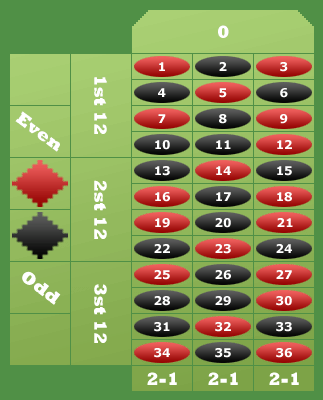 0
1 2 3
4 5 6
7 8 9
10 11 12
13 14 15
16 17 18
19 20 21
22 23 24
25 26 27
28 29 30
31 32 33
34 35 36
1st 12
2st 12
3st 12
Even
Odd
2-1 2-1 2-1